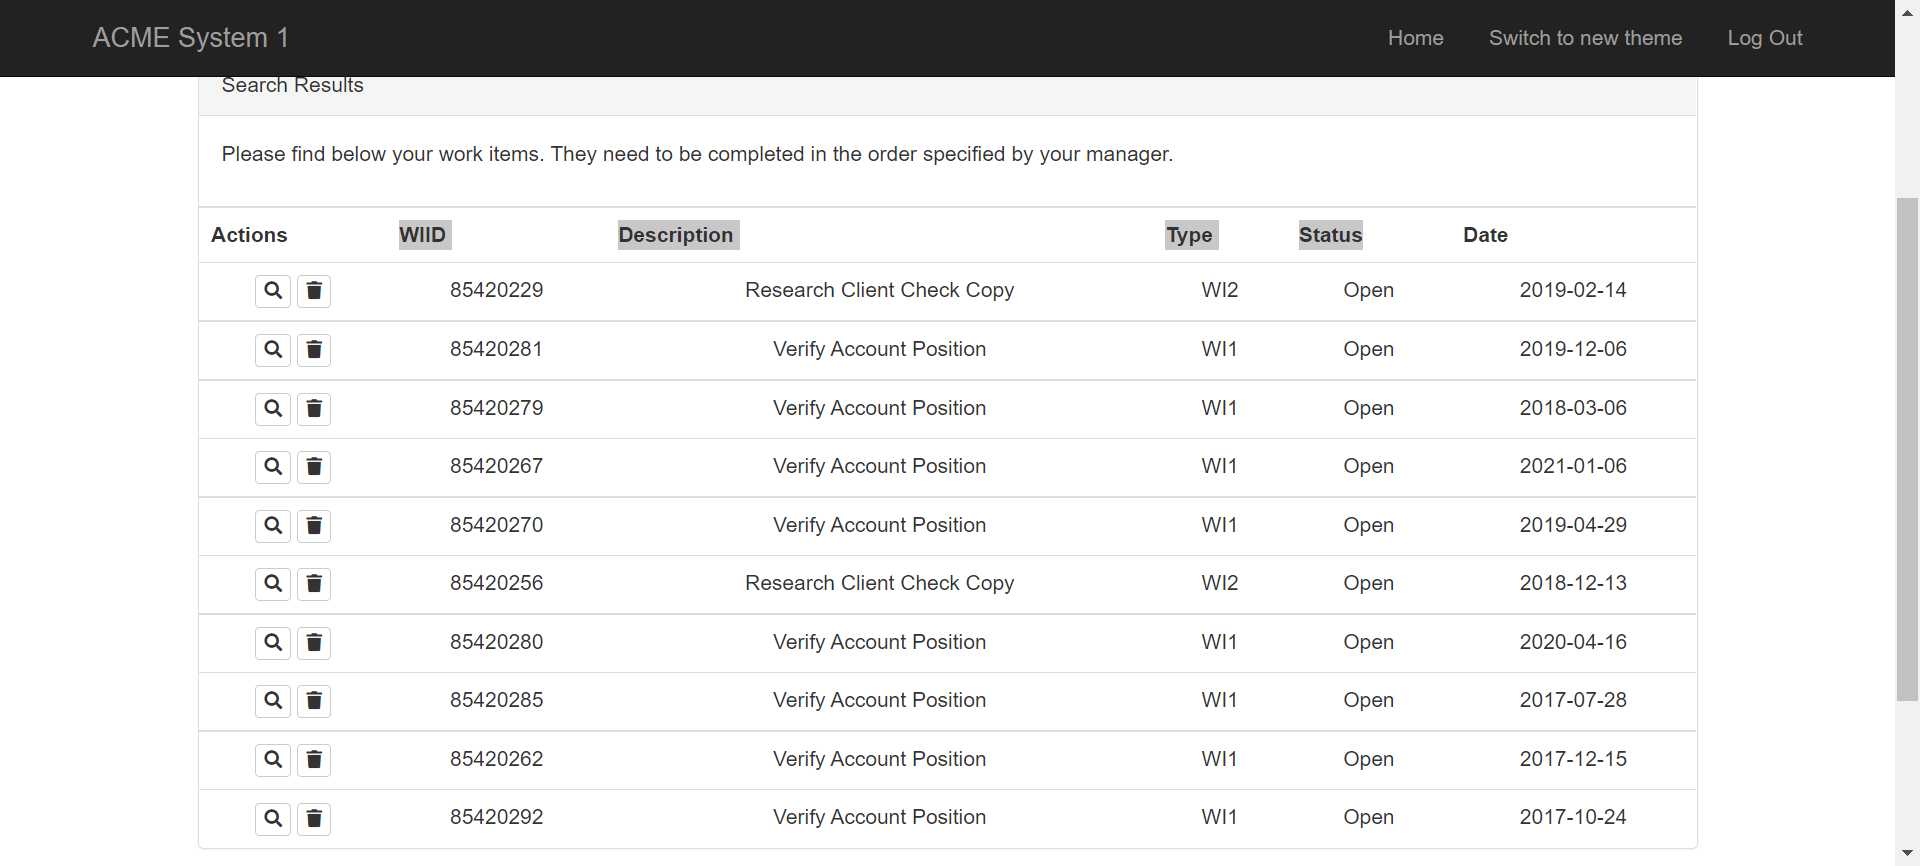 ACME System 1 Home Switch to new theme Log Out
Search Results
Please find below your work items. They need to be completed in the order specified by your manager.
Actions WIID Description Type Status Date
85420229 Research Client Check Copy WI2 Open 2019-02-14
85420281 Verify Account Position WI1 Open 2019-12-06
85420279 Verify Account Position WI1 Open 2018-03-06
85420267 Verify Account Position WI1 Open 2021-01-06
85420270 Verify Account Position WI1 Open 2019-04-29
85420256 Research Client Check Copy WI2 Open 2018-12-13
85420280 Verify Account Position WI1 Open 2020-04-16
85420285 Verify Account Position WI1 Open 2017-07-28
85420262 Verify Account Position WI1 Open 2017-12-15
85420292 Verify Account Position WI1 Open 2017-10-24